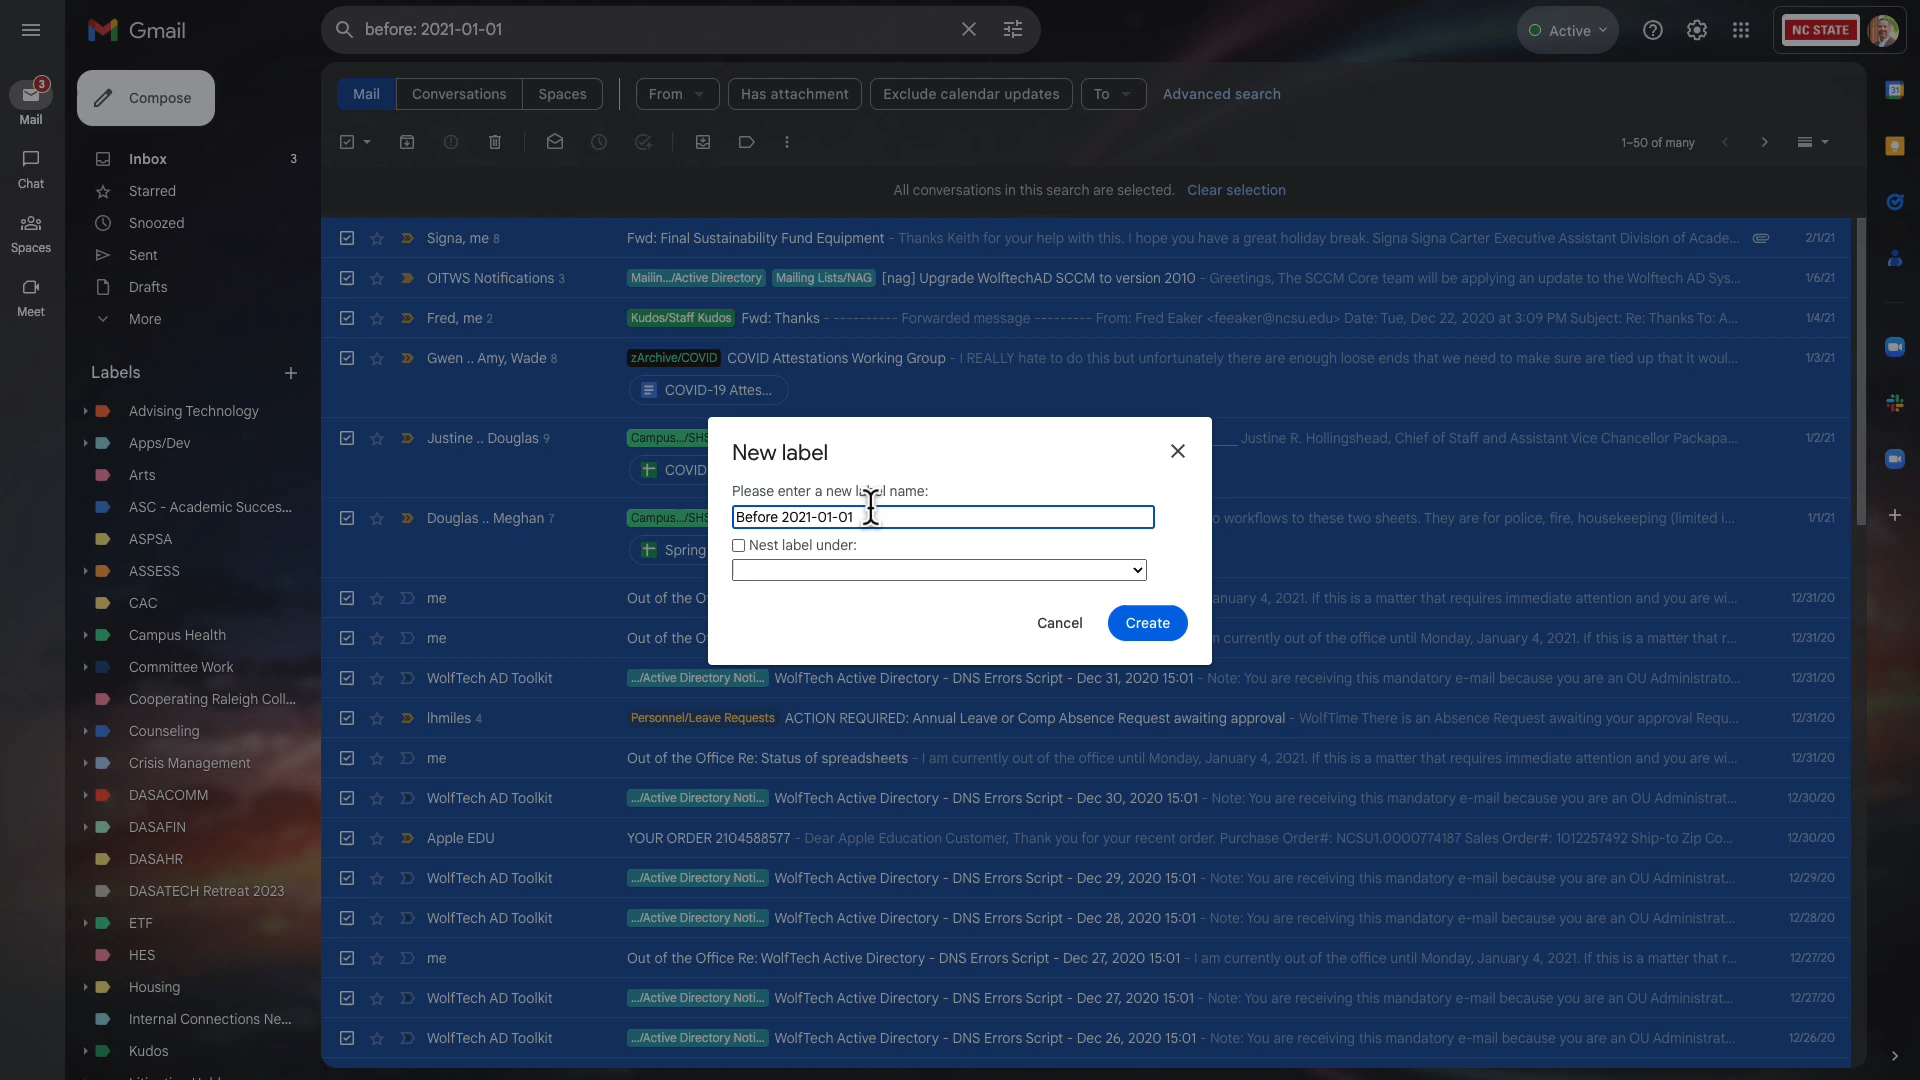 Gmail
before: 2021-01-01
Active
NC STATE
3
Mail
Chat
Spaces
Meet
Compose
Inbox 3
Starred
Snoozed
Sent
Drafts
More
Labels
Advising Technology
Apps/Dev
Arts
ASC - Academic Succes...
ASPSA
ASSESS
CAC
Campus Health
Committee Work
Cooperating Raleigh Coll...
Counseling
Crisis Management
DASACOMM
DASAFIN
DASAHR
DASATECH Retreat 2023
ETF
HES
Housing
Internal Connections Ne...
Kudos
Mail Conversations Spaces From Has attachment Exclude calendar updates To Advanced search
1–50 of many
All conversations in this search are selected. Clear selection
Signa, me 8 Fwd: Final Sustainability Fund Equipment - Thanks Keith for your help with this. I hope you have a great holiday break. Signa Signa Carter Executive Assistant Division of Acade... 2/1/21
OITWS Notifications 3 Mailin.../Active Directory Mailing Lists/NAG [nag] Upgrade WolftechAD SCCM to version 2010 - Greetings, The SCCM Core team will be applying an update to the Wolftech AD Sys... 1/6/21
Fred, me 2 Kudos/Staff Kudos Fwd: Thanks - ---------- Forwarded message --------- From: Fred Eaker <feeaker@ncsu.edu> Date: Tue, Dec 22, 2020 at 3:09 PM Subject: Re: Thanks To: A... 1/4/21
Gwen .. Amy, Wade 8 zArchive/COVID COVID Attestations Working Group - I REALLY hate to do this but unfortunately there are enough loose ends that we need to make sure are tied up that it woul... 1/3/21
COVID-19 Attes...
Justine .. Douglas 9 Campus.../SHS Justine R. Hollingshead, Chief of Staff and Assistant Vice Chancellor Packapa... 1/2/21
COVID
Douglas .. Meghan 7 Campus.../SHS o workflows to these two sheets. They are for police, fire, housekeeping (limited i... 1/1/21
Spring
me Out of the O anuary 4, 2021. If this is a matter that requires immediate attention and you are wi... 12/31/20
me Out of the O m currently out of the office until Monday, January 4, 2021. If this is a matter that r... 12/31/20
WolfTech AD Toolkit .../Active Directory Noti... WolfTech Active Directory - DNS Errors Script - Dec 31, 2020 15:01 - Note: You are receiving this mandatory e-mail because you are an OU Administrato... 12/31/20
lhmiles 4 Personnel/Leave Requests ACTION REQUIRED: Annual Leave or Comp Absence Request awaiting approval - WolfTime There is an Absence Request awaiting your approval Requ... 12/31/20
me Out of the Office Re: Status of spreadsheets - I am currently out of the office until Monday, January 4, 2021. If this is a matter that requires immediate attention and you are wi... 12/31/20
WolfTech AD Toolkit .../Active Directory Noti... WolfTech Active Directory - DNS Errors Script - Dec 30, 2020 15:01 - Note: You are receiving this mandatory e-mail because you are an OU Administrat... 12/30/20
Apple EDU YOUR ORDER 2104588577 - Dear Apple Education Customer, Thank you for your recent order. Purchase Order#: NCSU1.0000774187 Sales Order#: 1012257492 Ship-to Zip Co... 12/30/20
WolfTech AD Toolkit .../Active Directory Noti... WolfTech Active Directory - DNS Errors Script - Dec 29, 2020 15:01 - Note: You are receiving this mandatory e-mail because you are an OU Administrat... 12/29/20
WolfTech AD Toolkit .../Active Directory Noti... WolfTech Active Directory - DNS Errors Script - Dec 28, 2020 15:01 - Note: You are receiving this mandatory e-mail because you are an OU Administrat... 12/28/20
me Out of the Office Re: WolfTech Active Directory - DNS Errors Script - Dec 27, 2020 15:01 - I am currently out of the office until Monday, January 4, 2021. If this is a matter that r... 12/27/20
WolfTech AD Toolkit .../Active Directory Noti... WolfTech Active Directory - DNS Errors Script - Dec 27, 2020 15:01 - Note: You are receiving this mandatory e-mail because you are an OU Administrat... 12/27/20
WolfTech AD Toolkit .../Active Directory Noti... WolfTech Active Directory - DNS Errors Script - Dec 26, 2020 15:01 - Note: You are receiving this mandatory e-mail because you are an OU Administrat... 12/26/20
New label
Please enter a new label name:
Before 2021-01-01
Nest label under:
Cancel Create
31